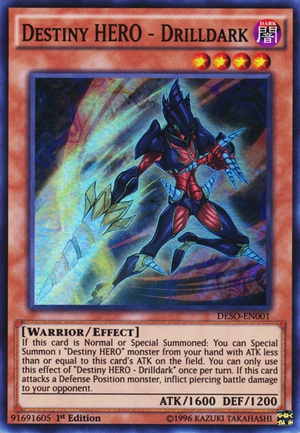 DESTINY HERO - DRILLDARK
DARK
闇
DESO-EN001
[WARRIOR/EFFECT]
If this card is Normal or Special Summoned: You can Special
Summon 1 "Destiny HERO" monster from your hand with ATK less
than or equal to this card's ATK on the field. You can only use
this effect of "Destiny HERO - Drilldark" once per turn. If this card
attacks a Defense Position monster, inflict piercing battle damage
to your opponent.
ATK/1600 DEF/1200
91691605 1st Edition ©1996 KAZUKI TAKAHASHI